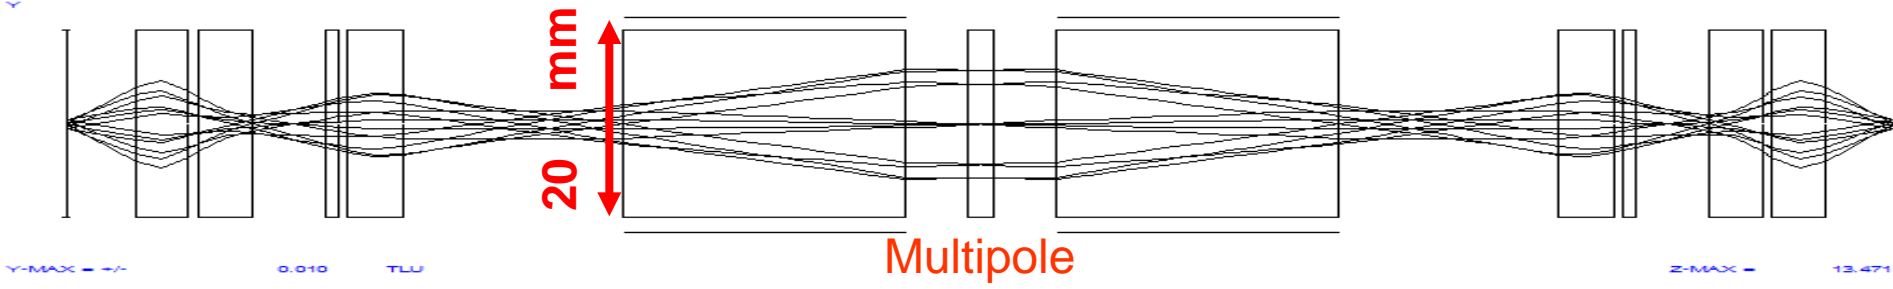 Y
20 mm
Multipole
Y-MAX = +/- 0.010 TLU Z-MAX = 13.471